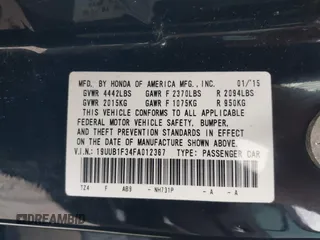 MFD. BY HONDA OF AMERICA MFG., INC. 01/15
GVWR 4442LBS GAWR F 2370LBS R 2094LBS
GVWR 2015KG GAWR F 1075KG R 950KG
THIS VEHICLE CONFORMS TO ALL APPLICABLE
FEDERAL MOTOR VEHICLE SAFETY, BUMPER,
AND THEFT PREVENTION STANDARDS IN EFFECT
ON THE DATE OF MANUFACTURE SHOWN ABOVE.
V.I.N.: 19UUB1F34FA012367 TYPE: PASSENGER CAR
TZ4 F AB9 - NH731P - A - A
DREAMBID